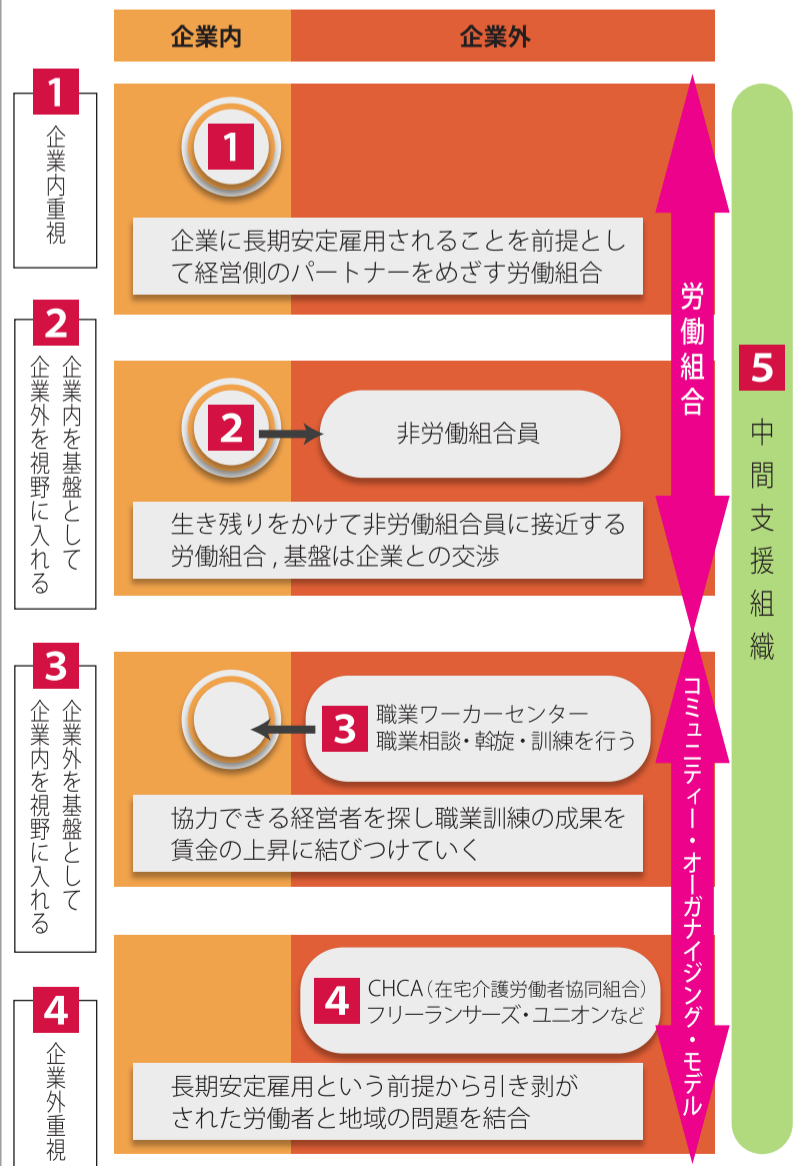 企業内
企業外
1
企業内重視
1
企業に長期安定雇用されることを前提とし
て経営側のパートナーをめざす労働組合
2
企業内を基盤として
企業外を視野に入れる
2
非労働組合員
生き残りをかけて非労働組合員に接近する
労働組合,基盤は企業との交渉
労働組合
3
企業外を基盤として
企業内を視野に入れる
3
職業ワーカーセンター
職業相談・斡旋・訓練を行う
協力できる経営者を探し職業訓練の成果を
賃金の上昇に結びつけていく
4
企業外重視
4
CHCA(在宅介護労働者協同組合)
フリーランサーズ・ユニオンなど
長期安定雇用という前提から引き剥が
された労働者と地域の問題を結合
コミュニティー・オーガナイジング・モデル
5
中間支援組織